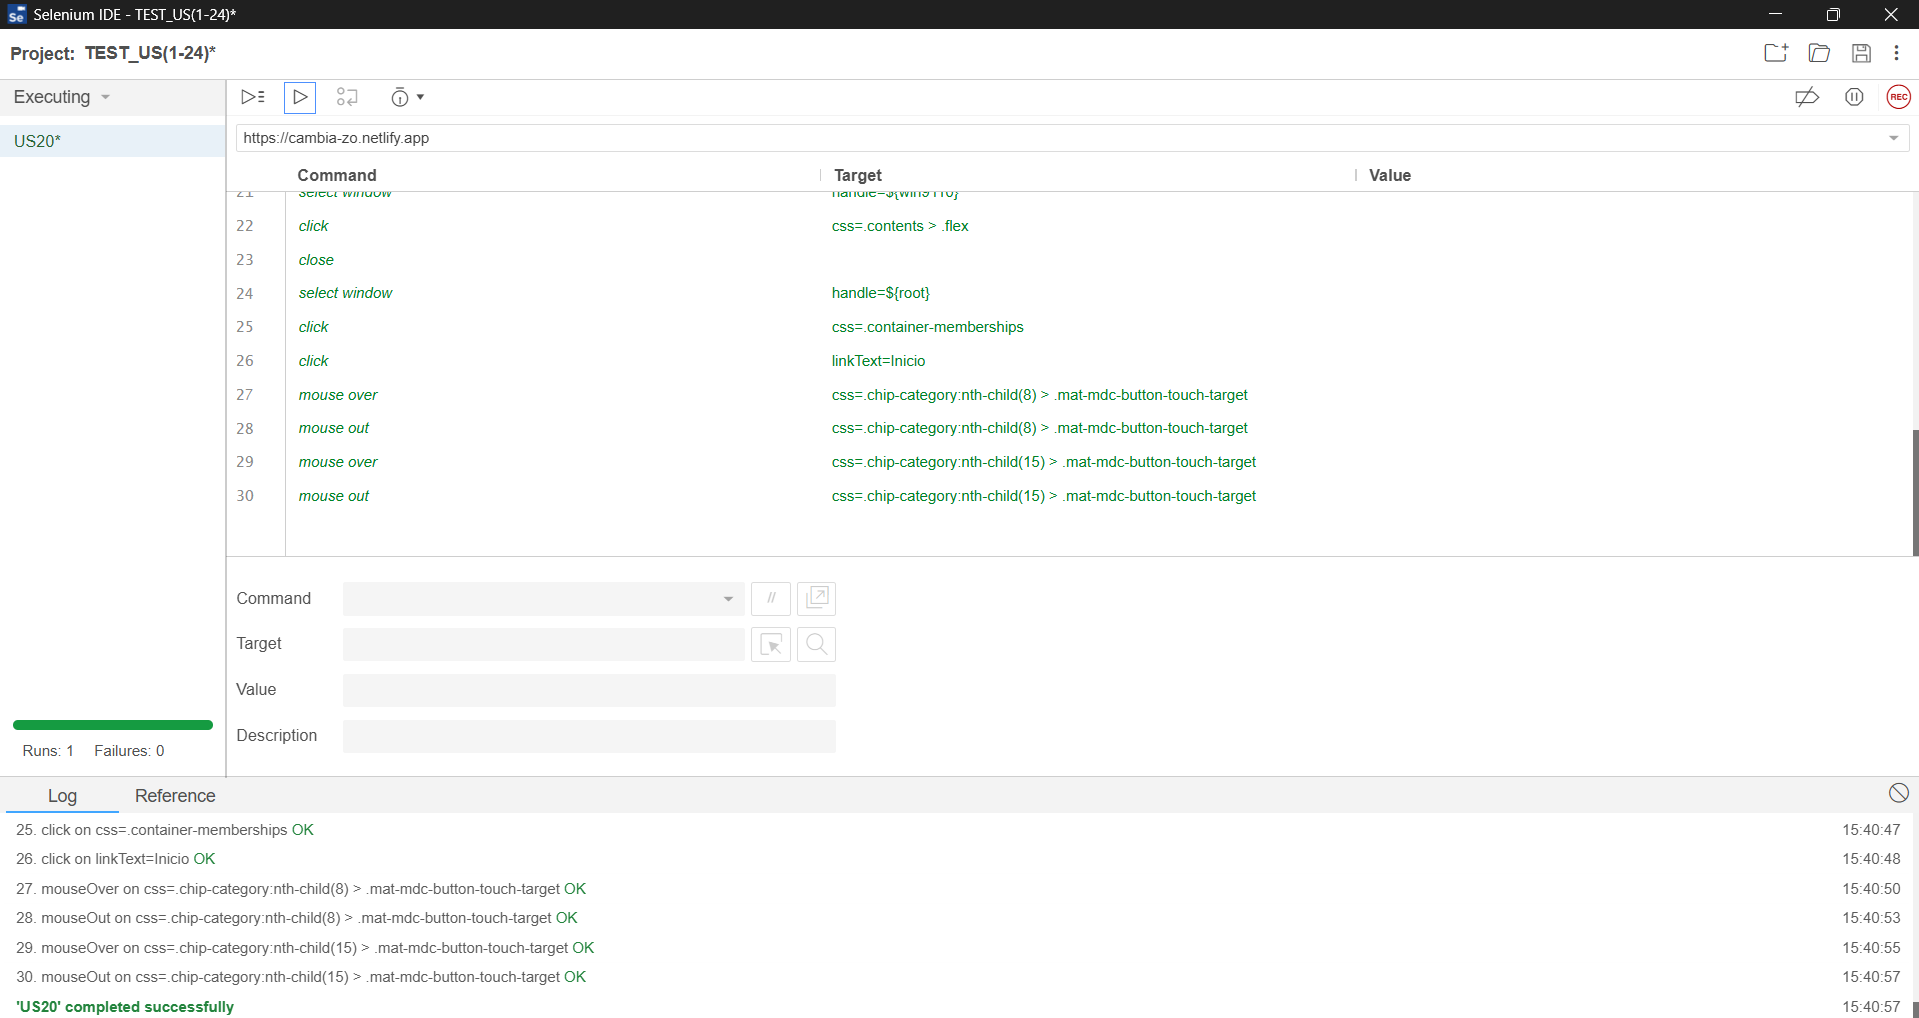 Selenium IDE - TEST_US(1-24)*
Project: TEST_US(1-24)*
Executing
US20*
https://cambia-zo.netlify.app
REC
Command Target Value
21 select window handle=${win9110}
22 click css=.contents > .flex
23 close
24 select window handle=${root}
25 click css=.container-memberships
26 click linkText=Inicio
27 mouse over css=.chip-category:nth-child(8) > .mat-mdc-button-touch-target
28 mouse out css=.chip-category:nth-child(8) > .mat-mdc-button-touch-target
29 mouse over css=.chip-category:nth-child(15) > .mat-mdc-button-touch-target
30 mouse out css=.chip-category:nth-child(15) > .mat-mdc-button-touch-target
Command //
Target
Value
Description
Runs: 1 Failures: 0
Log Reference
25. click on css=.container-memberships OK 15:40:47
26. click on linkText=Inicio OK 15:40:48
27. mouseOver on css=.chip-category:nth-child(8) > .mat-mdc-button-touch-target OK 15:40:50
28. mouseOut on css=.chip-category:nth-child(8) > .mat-mdc-button-touch-target OK 15:40:53
29. mouseOver on css=.chip-category:nth-child(15) > .mat-mdc-button-touch-target OK 15:40:55
30. mouseOut on css=.chip-category:nth-child(15) > .mat-mdc-button-touch-target OK 15:40:57
'US20' completed successfully 15:40:57